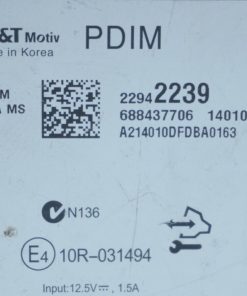 &T Motiv PDIM
e in Korea
M 22942239
A MS 688437706 14010
A214010DFDBA0163
N136
E4 10R-031494
Input:12.5V⎓, 1.5A